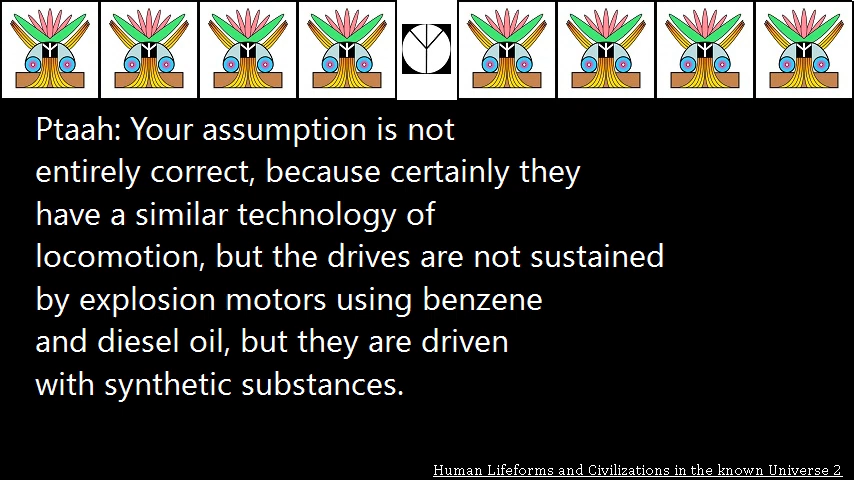 Ptaah: Your assumption is not
entirely correct, because certainly they
have a similar technology of
locomotion, but the drives are not sustained
by explosion motors using benzene
and diesel oil, but they are driven
with synthetic substances.
Human Lifeforms and Civilizations in the known Universe 2